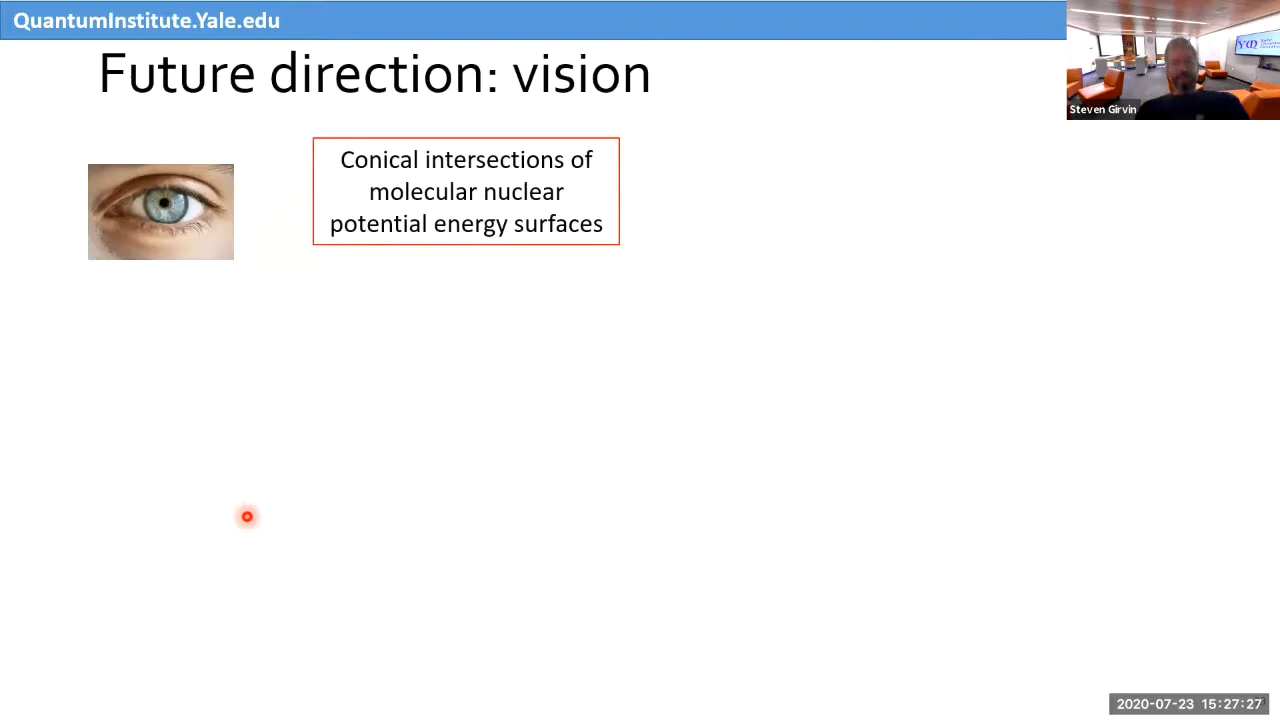 QuantumInstitute.Yale.edu
Future direction: vision
Steven Girvin
Conical intersections of
molecular nuclear
potential energy surfaces
2020-07-23 15:27:27